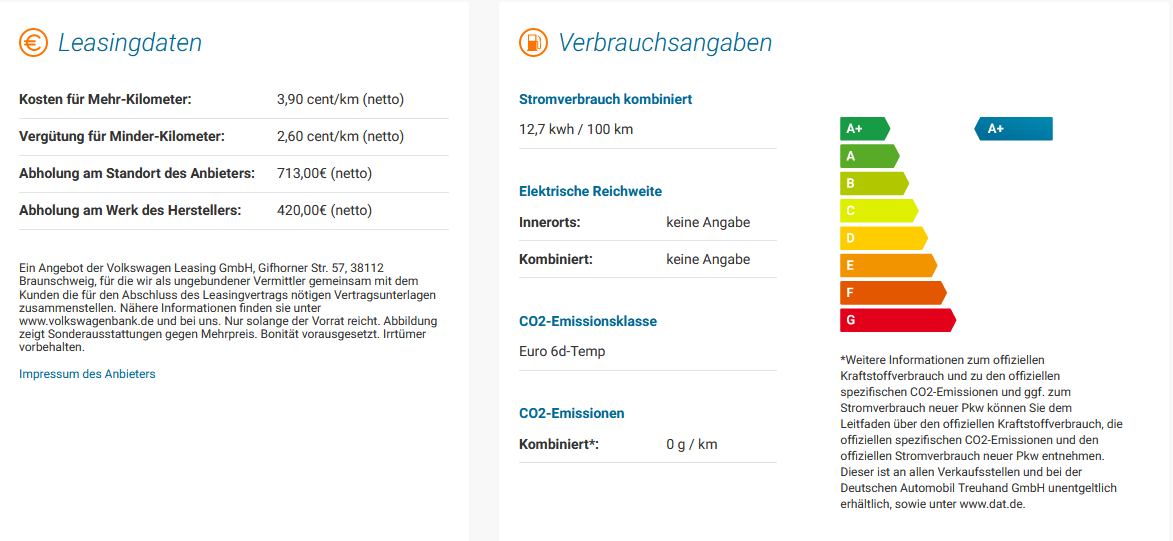 Leasingdaten
Kosten für Mehr-Kilometer: 3,90 cent/km (netto)
Vergütung für Minder-Kilometer: 2,60 cent/km (netto)
Abholung am Standort des Anbieters: 713,00€ (netto)
Abholung am Werk des Herstellers: 420,00€ (netto)
Ein Angebot der Volkswagen Leasing GmbH, Gifhorner Str. 57, 38112
Braunschweig, für die wir als ungebundener Vermittler gemeinsam mit dem
Kunden die für den Abschluss des Leasingvertrags nötigen Vertragsunterlagen
zusammenstellen. Nähere Informationen finden sie unter
www.volkswagenbank.de und bei uns. Nur solange der Vorrat reicht. Abbildung
zeigt Sonderausstattungen gegen Mehrpreis. Bonität vorausgesetzt. Irrtümer
vorbehalten.
Impressum des Anbieters
Verbrauchsangaben
Stromverbrauch kombiniert
12,7 kwh / 100 km
Elektrische Reichweite
Innerorts: keine Angabe
Kombiniert: keine Angabe
CO2-Emissionsklasse
Euro 6d-Temp
CO2-Emissionen
Kombiniert*: 0 g / km
A+ A+
A
B
C
D
E
F
G
*Weitere Informationen zum offiziellen
Kraftstoffverbrauch und zu den offiziellen
spezifischen CO2-Emissionen und ggf. zum
Stromverbrauch neuer Pkw können Sie dem
Leitfaden über den offiziellen Kraftstoffverbrauch, die
offiziellen spezifischen CO2-Emissionen und den
offiziellen Stromverbrauch neuer Pkw entnehmen.
Dieser ist an allen Verkaufsstellen und bei der
Deutschen Automobil Treuhand GmbH unentgeltlich
erhältlich, sowie unter www.dat.de.